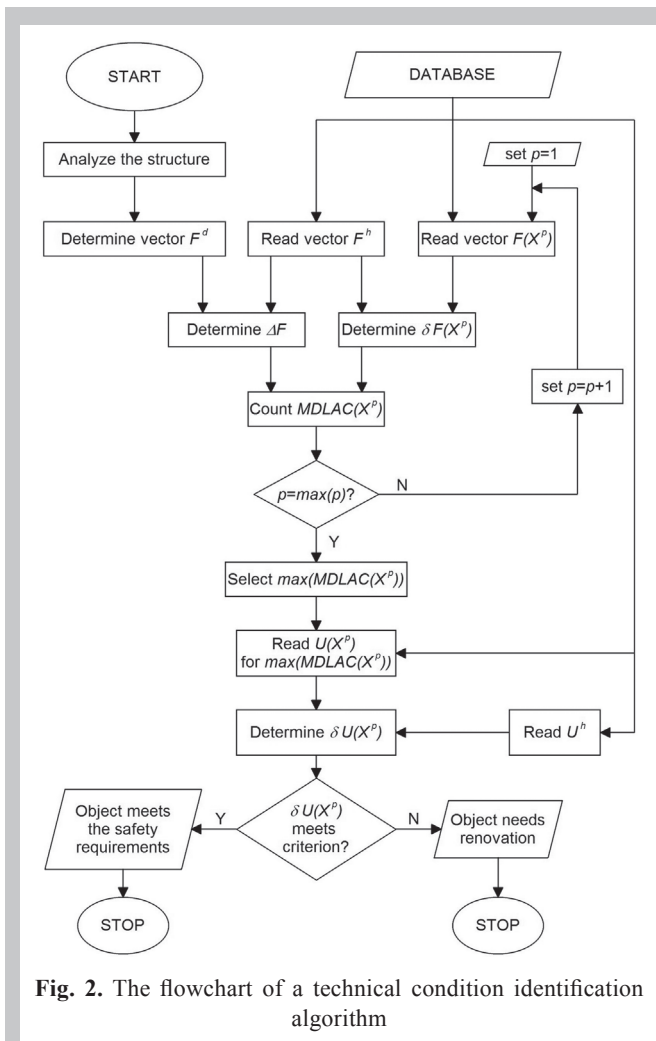 START
DATABASE
Analyze the structure
set p=1
Determine vector F^d
Read vector F^h
Read vector F(X^p)
Determine ΔF
Determine δF(X^p)
set p=p+1
Count MDLAC(X^p)
p=max(p)?
N
Y
Select max(MDLAC(X^p))
Read U(X^p)
for max(MDLAC(X^p))
Determine δU(X^p)
Read U^h
Object meets
the safety
requirements
Y
δU(X^p)
meets
criterion?
N
Object needs
renovation
STOP
STOP
Fig. 2. The flowchart of a technical condition identification
algorithm